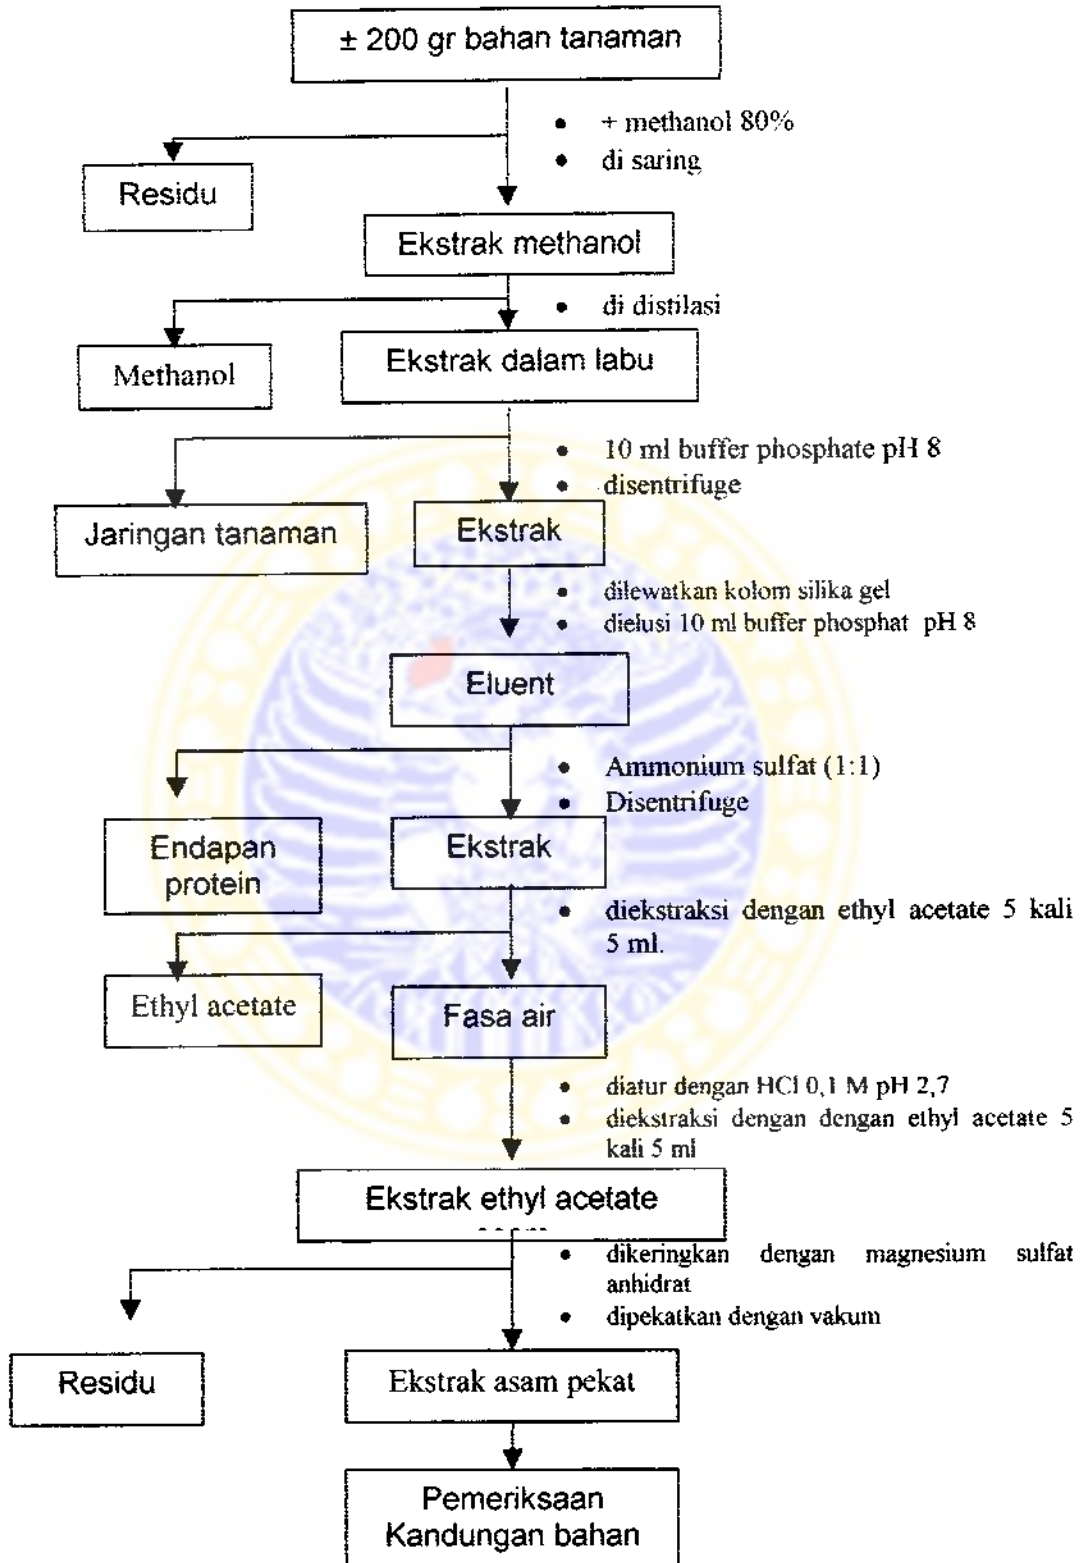 ± 200 gr bahan tanaman
• + methanol 80%
• di saring
Residu
Ekstrak methanol
• di distilasi
Methanol
Ekstrak dalam labu
• 10 ml buffer phosphate pH 8
• disentrifuge
Jaringan tanaman
Ekstrak
• dilewatkan kolom silika gel
• dielusi 10 ml buffer phosphat pH 8
Eluent
• Ammonium sulfat (1:1)
• Disentrifuge
Endapan
protein
Ekstrak
• diekstraksi dengan ethyl acetate 5 kali
5 ml.
Ethyl acetate
Fasa air
• diatur dengan HCl 0,1 M pH 2,7
• diekstraksi dengan dengan ethyl acetate 5
kali 5 ml
Ekstrak ethyl acetate
• dikeringkan dengan magnesium sulfat
anhidrat
• dipekatkan dengan vakum
Residu
Ekstrak asam pekat
Pemeriksaan
Kandungan bahan